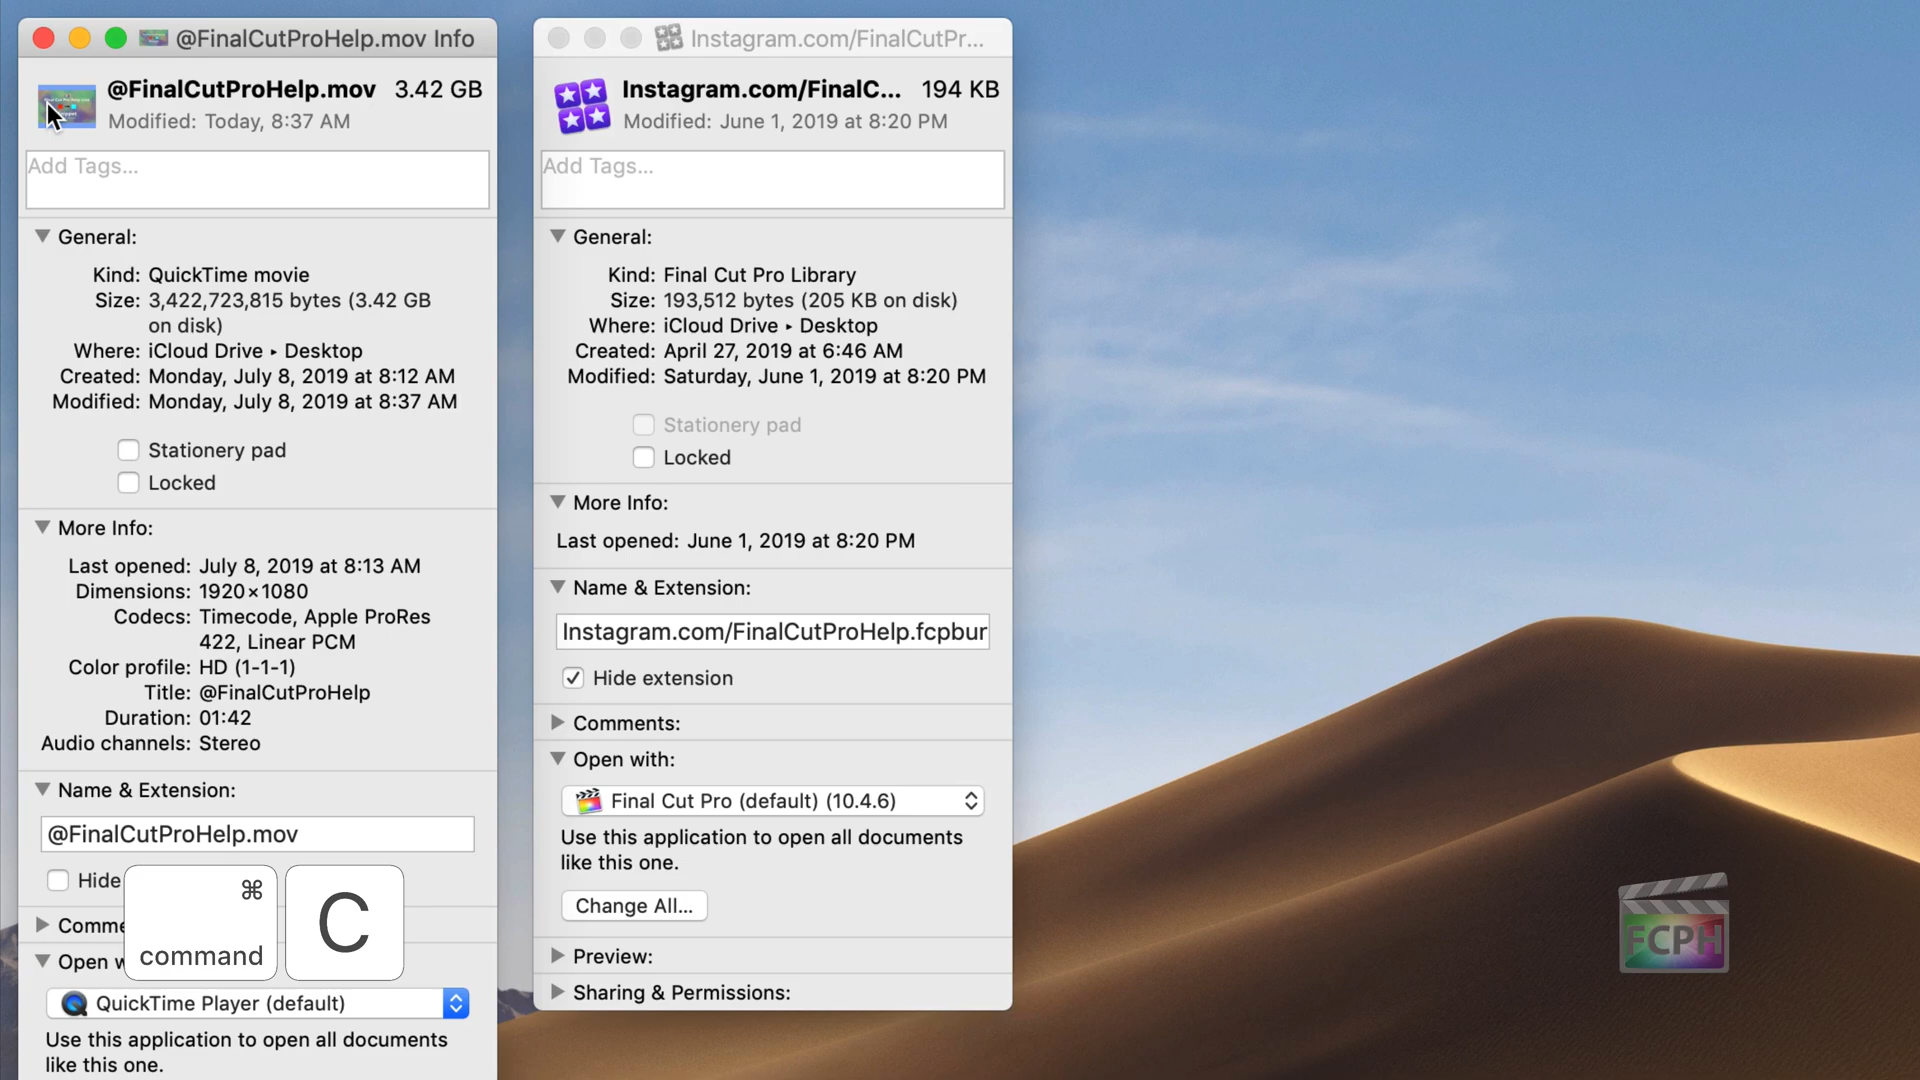 @FinalCutProHelp.mov Info
@FinalCutProHelp.mov 3.42 GB
Modified: Today, 8:37 AM
Add Tags...
General:
Kind: QuickTime movie
Size: 3,422,723,815 bytes (3.42 GB
on disk)
Where: iCloud Drive ▸ Desktop
Created: Monday, July 8, 2019 at 8:12 AM
Modified: Monday, July 8, 2019 at 8:37 AM
Stationery pad
Locked
More Info:
Last opened: July 8, 2019 at 8:13 AM
Dimensions: 1920×1080
Codecs: Timecode, Apple ProRes
422, Linear PCM
Color profile: HD (1-1-1)
Title: @FinalCutProHelp
Duration: 01:42
Audio channels: Stereo
Name & Extension:
@FinalCutProHelp.mov
Hide
Comme
Open w
⌘
command
C
QuickTime Player (default)
Use this application to open all documents
like this one.
Instagram.com/FinalCutPr...
Instagram.com/FinalC... 194 KB
Modified: June 1, 2019 at 8:20 PM
Add Tags...
General:
Kind: Final Cut Pro Library
Size: 193,512 bytes (205 KB on disk)
Where: iCloud Drive ▸ Desktop
Created: April 27, 2019 at 6:46 AM
Modified: Saturday, June 1, 2019 at 8:20 PM
Stationery pad
Locked
More Info:
Last opened: June 1, 2019 at 8:20 PM
Name & Extension:
Instagram.com/FinalCutProHelp.fcpbur
Hide extension
Comments:
Open with:
Final Cut Pro (default) (10.4.6)
Use this application to open all documents
like this one.
Change All...
Preview:
Sharing & Permissions:
FCPH